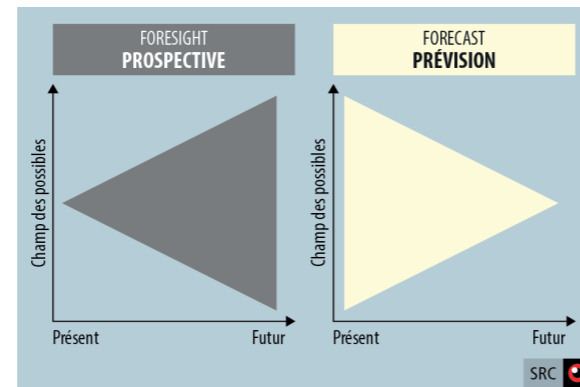 FORESIGHT
PROSPECTIVE
Champ des possibles
Présent
Futur
FORECAST
PRÉVISION
Champ des possibles
Présent
Futur
SRC